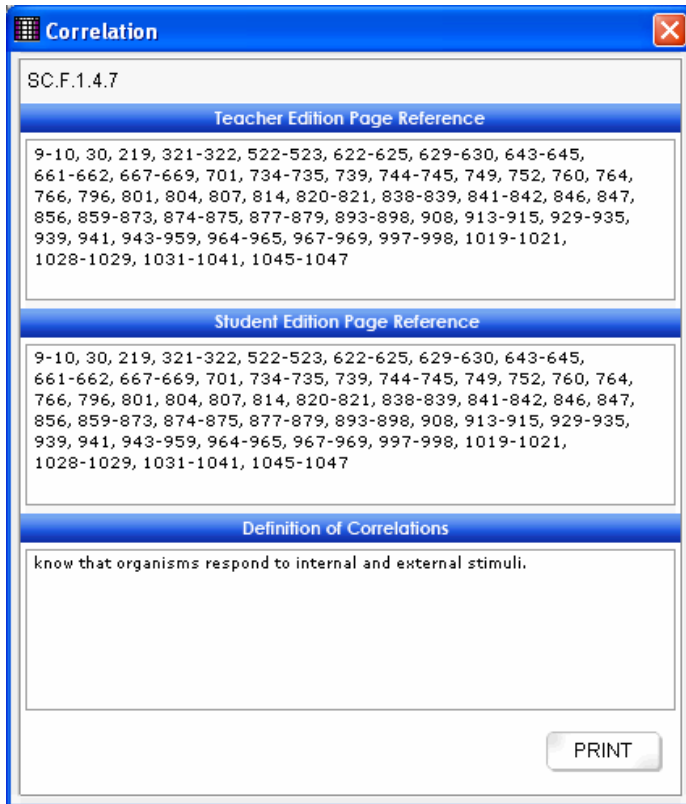 Correlation
SC.F.1.4.7
Teacher Edition Page Reference
9-10, 30, 219, 321-322, 522-523, 622-625, 629-630, 643-645,
661-662, 667-669, 701, 734-735, 739, 744-745, 749, 752, 760, 764,
766, 796, 801, 804, 807, 814, 820-821, 838-839, 841-842, 846, 847,
856, 859-873, 874-875, 877-879, 893-898, 908, 913-915, 929-935,
939, 941, 943-959, 964-965, 967-969, 997-998, 1019-1021,
1028-1029, 1031-1041, 1045-1047
Student Edition Page Reference
9-10, 30, 219, 321-322, 522-523, 622-625, 629-630, 643-645,
661-662, 667-669, 701, 734-735, 739, 744-745, 749, 752, 760, 764,
766, 796, 801, 804, 807, 814, 820-821, 838-839, 841-842, 846, 847,
856, 859-873, 874-875, 877-879, 893-898, 908, 913-915, 929-935,
939, 941, 943-959, 964-965, 967-969, 997-998, 1019-1021,
1028-1029, 1031-1041, 1045-1047
Definition of Correlations
know that organisms respond to internal and external stimuli.
PRINT